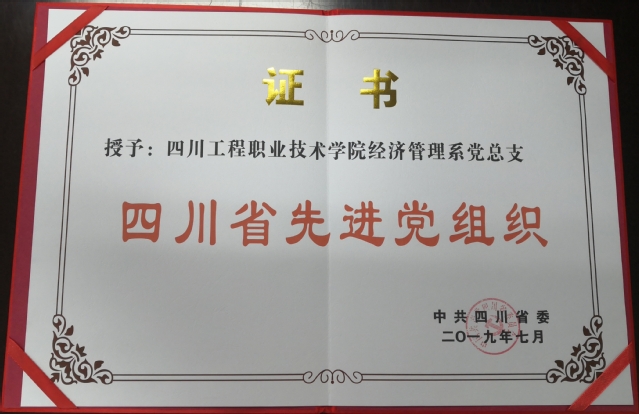 证书
授予：四川工程职业技术学院经济管理系党总支
四川省先进党组织
中共四川省委
二〇一九年七月